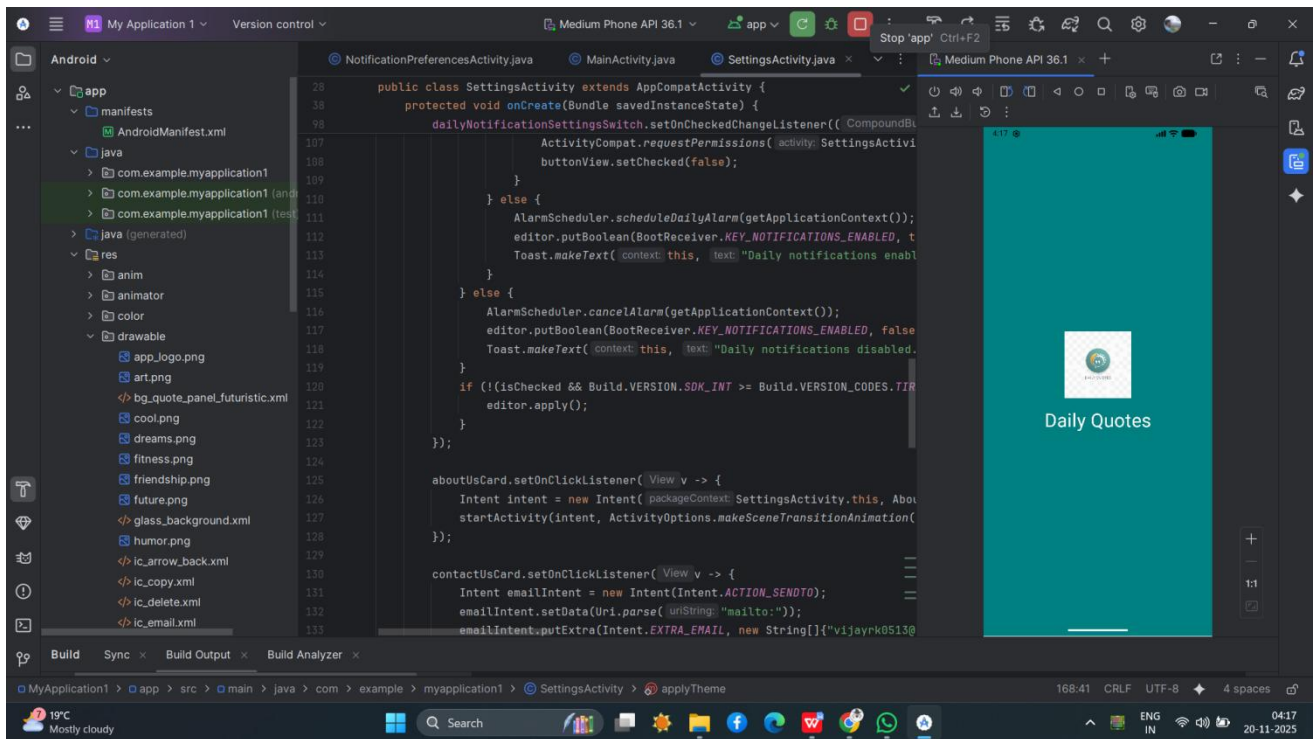 M1 My Application 1
Version control
Medium Phone API 36.1
app
Stop 'app' Ctrl+F2
Android
NotificationPreferencesActivity.java
MainActivity.java
SettingsActivity.java
Medium Phone API 36.1
app
manifests
AndroidManifest.xml
java
com.example.myapplication1
com.example.myapplication1 (and
com.example.myapplication1 (test
java (generated)
res
anim
animator
color
drawable
app_logo.png
art.png
bg_quote_panel_futuristic.xml
cool.png
dreams.png
fitness.png
friendship.png
future.png
glass_background.xml
humor.png
ic_arrow_back.xml
ic_copy.xml
ic_delete.xml
ic_email.xml
28 public class SettingsActivity extends AppCompatActivity {
38 protected void onCreate(Bundle savedInstanceState) {
98 dailyNotificationSettingsSwitch.setOnCheckedChangeListener(( CompoundBu
107 ActivityCompat.requestPermissions( activity: SettingsActivi
108 buttonView.setChecked(false);
109 }
110 } else {
111 AlarmScheduler.scheduleDailyAlarm(getApplicationContext());
112 editor.putBoolean(BootReceiver.KEY_NOTIFICATIONS_ENABLED, t
113 Toast.makeText( context: this, text: "Daily notifications enabl
114 }
115 } else {
116 AlarmScheduler.cancelAlarm(getApplicationContext());
117 editor.putBoolean(BootReceiver.KEY_NOTIFICATIONS_ENABLED, false
118 Toast.makeText( context: this, text: "Daily notifications disabled.
119 }
120 if (!(isChecked && Build.VERSION.SDK_INT >= Build.VERSION_CODES.TIR
121 editor.apply();
122 }
123 });
124
125 aboutUsCard.setOnClickListener( View v -> {
126 Intent intent = new Intent( packageContext: SettingsActivity.this, Abou
127 startActivity(intent, ActivityOptions.makeSceneTransitionAnimation(
128 });
129
130 contactUsCard.setOnClickListener( View v -> {
131 Intent emailIntent = new Intent(Intent.ACTION_SENDTO);
132 emailIntent.setData(Uri.parse( uriString: "mailto:"));
133 emailIntent.putExtra(Intent.EXTRA_EMAIL, new String[]{"vijayrk0513@
4:17
Daily Quotes
1:1
Build
Sync
Build Output
Build Analyzer
MyApplication1 > app > src > main > java > com > example > myapplication1 > SettingsActivity > applyTheme
168:41 CRLF UTF-8 4 spaces
7
19°C
Mostly cloudy
Search
ENG
IN
04:17
20-11-2025